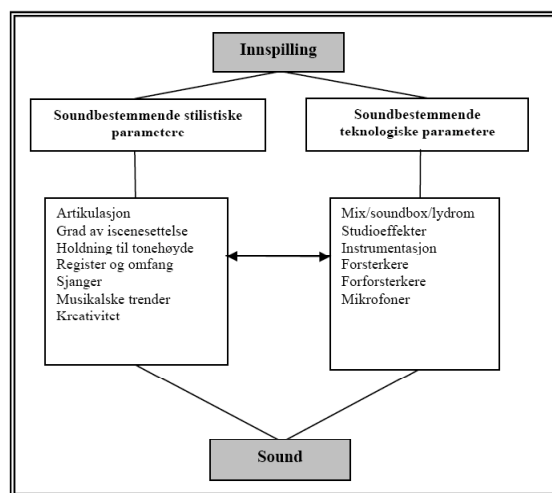 Innspilling
Soundbestemmende stilistiske
parametere
Soundbestemmende
teknologiske parametere
Artikulasjon
Grad av iscenesettelse
Holdning til tonehøyde
Register og omfang
Sjanger
Musikalske trender
Kreativitet
Mix/soundbox/lydrom
Studioeffekter
Instrumentasjon
Forsterkere
Forforsterkere
Mikrofoner
Sound